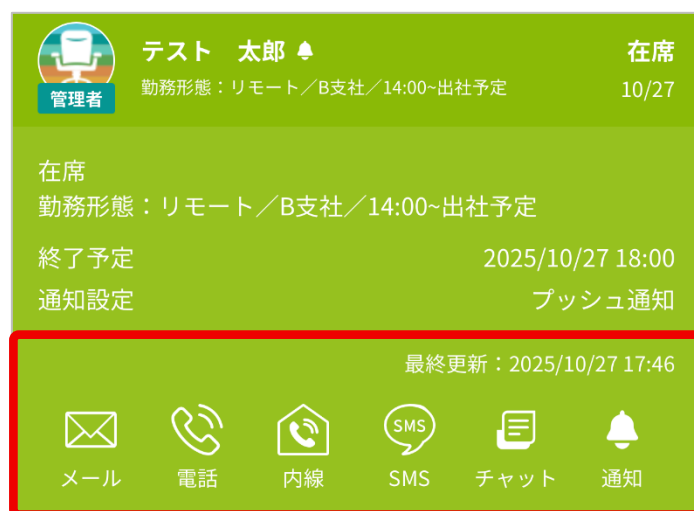 テスト　太郎
在席
勤務形態：リモート／B支社／14:00~出社予定
10/27
管理者
在席
勤務形態：リモート／B支社／14:00~出社予定
終了予定
2025/10/27 18:00
通知設定
プッシュ通知
最終更新：2025/10/27 17:46
SMS
メール
電話
内線
SMS
チャット
通知